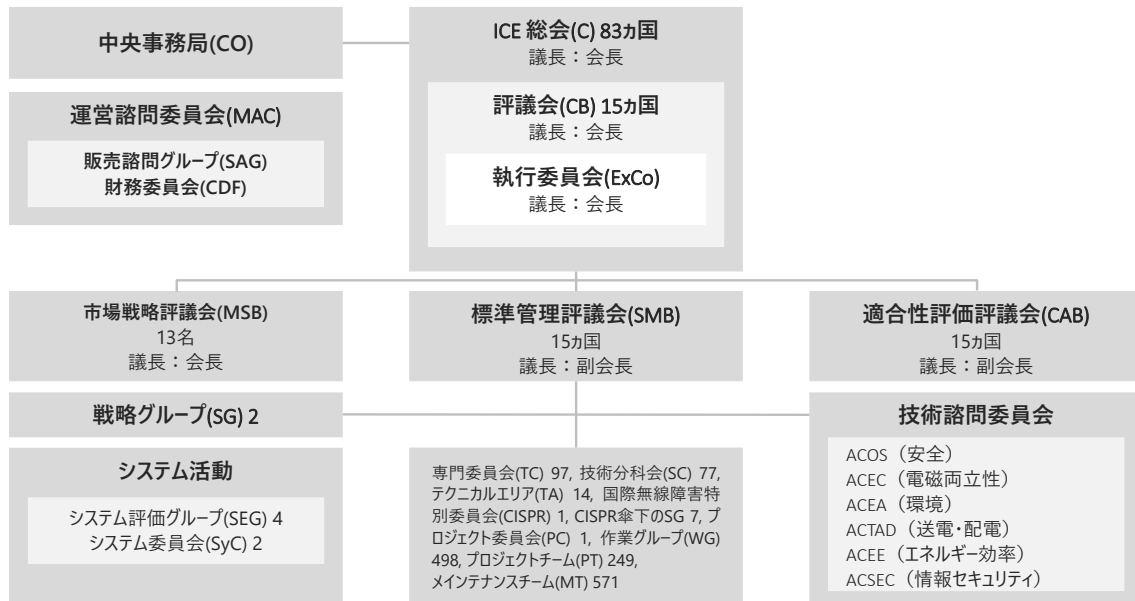 中央事務局(CO)
ICE 総会(C) 83ヵ国
議長：会長
運営諮問委員会(MAC)
販売諮問グループ(SAG)
財務委員会(CDF)
評議会(CB) 15ヵ国
議長：会長
執行委員会(ExCo)
議長：会長
市場戦略評議会(MSB)
13名
議長：会長
標準管理評議会(SMB)
15ヵ国
議長：副会長
適合性評価評議会(CAB)
15ヵ国
議長：副会長
戦略グループ(SG) 2
システム活動
システム評価グループ(SEG) 4
システム委員会(SyC) 2
専門委員会(TC) 97, 技術分科会(SC) 77,
テクニカルエリア(TA) 14, 国際無線障害特
別委員会(CISPR) 1, CISPR傘下のSG 7, プ
ロジェクト委員会(PC) 1, 作業グループ(WG)
498, プロジェクトチーム(PT) 249,
メインテナンスチーム(MT) 571
技術諮問委員会
ACOS（安全）
ACEC（電磁両立性）
ACEA（環境）
ACTAD（送電・配電）
ACEE（エネルギー効率）
ACSEC（情報セキュリティ）